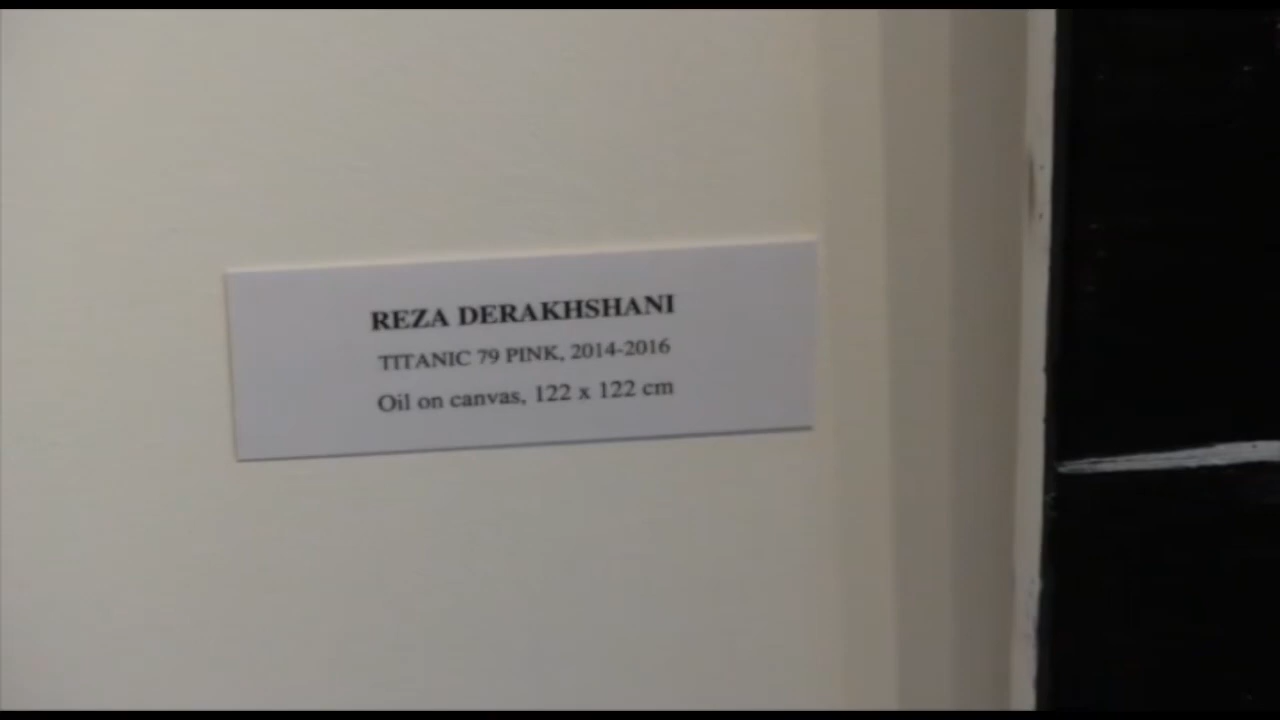 REZA DERAKHSHANI
TITANIC 79 PINK, 2014-2016
Oil on canvas, 122 x 122 cm